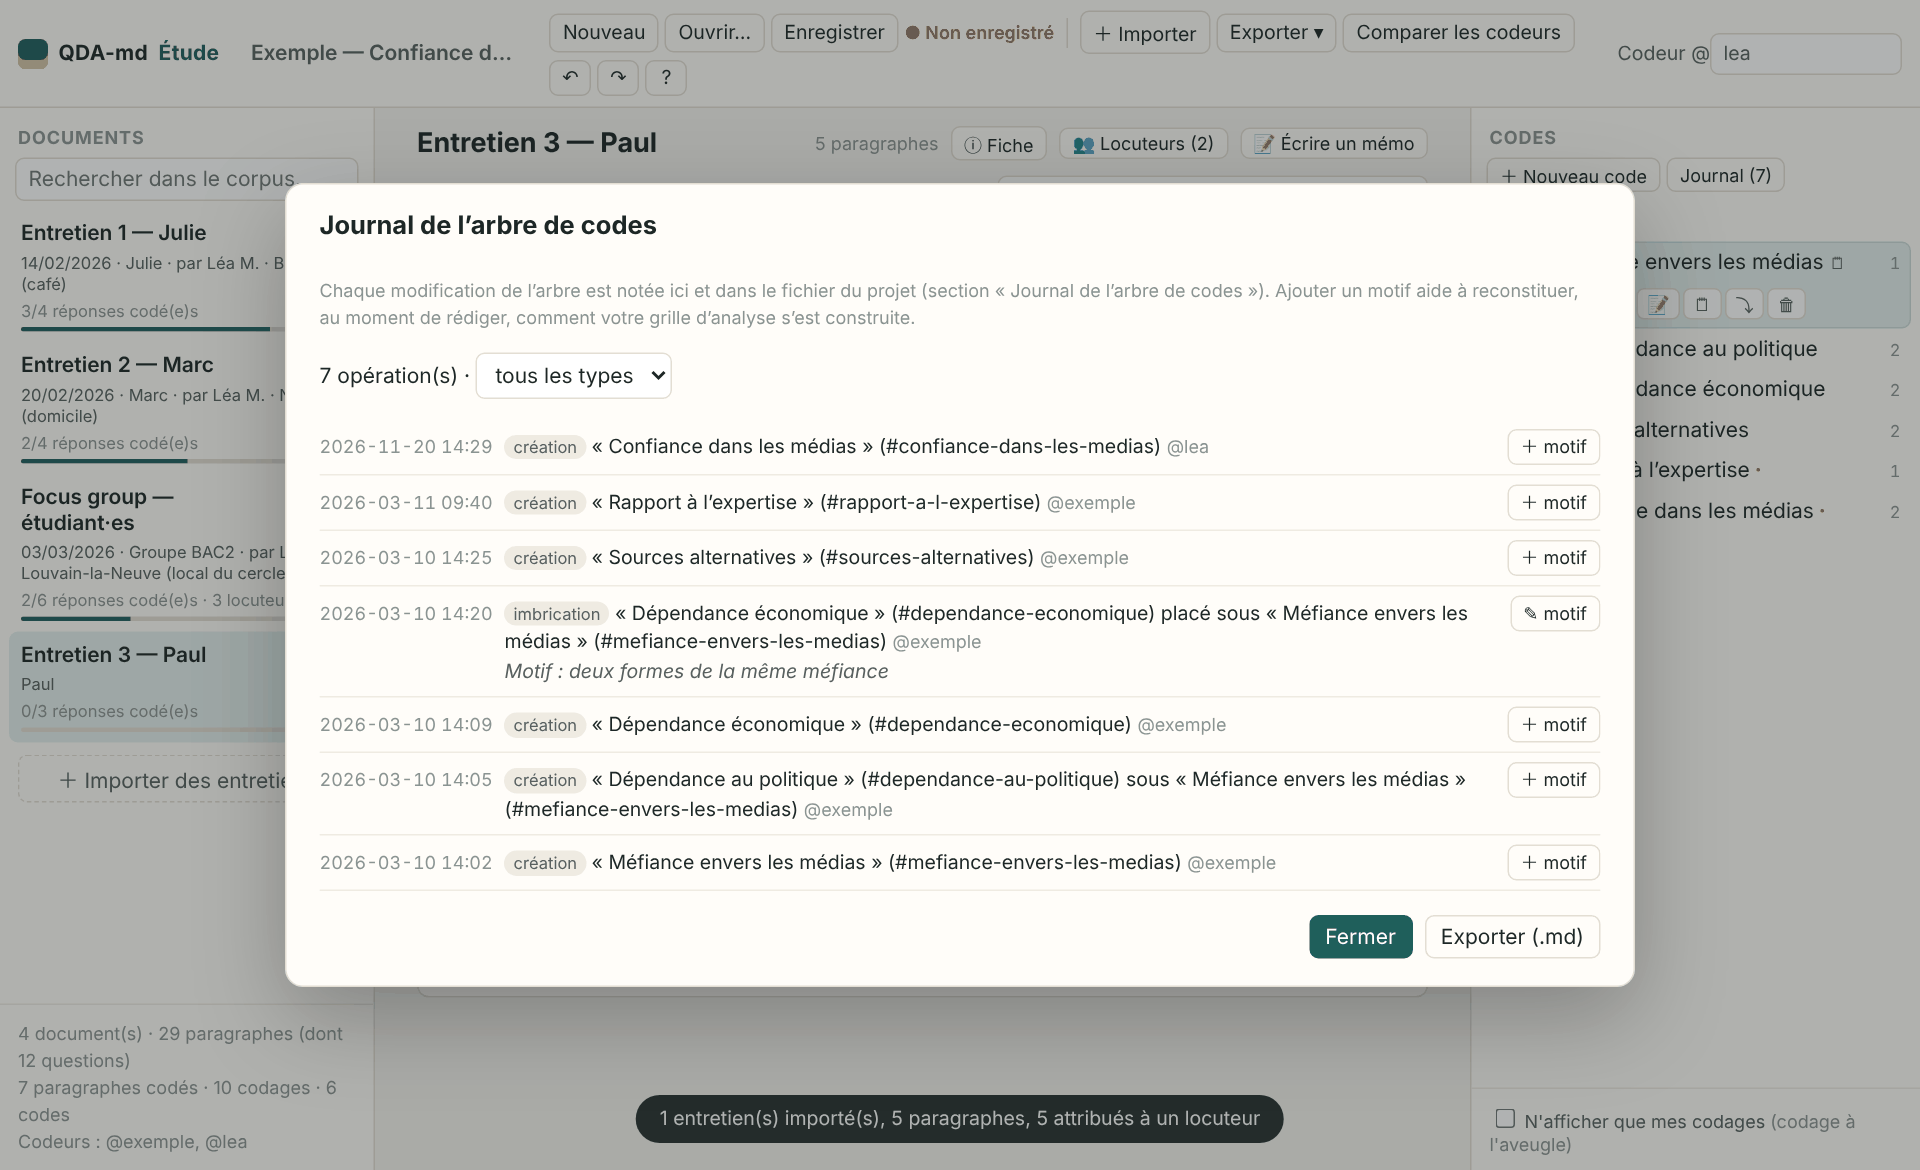 QDA-md Étude
Exemple — Confiance d…
Nouveau
Ouvrir…
Enregistrer
Non enregistré
+ Importer
Exporter ▾
Comparer les codeurs
↶
↷
?
Codeur @ lea
DOCUMENTS
Rechercher dans le corpus
Entretien 1 — Julie
14/02/2026 · Julie · par Léa M. · B
(café)
3/4 réponses codé(e)s
Entretien 2 — Marc
20/02/2026 · Marc · par Léa M. ·
(domicile)
2/4 réponses codé(e)s
Focus group —
étudiant·es
03/03/2026 · Groupe BAC2 · par L
Louvain-la-Neuve (local du cercle
2/6 réponses codé(e)s · 3 locuteu
Entretien 3 — Paul
Paul
0/3 réponses codé(e)s
+ Importer des entretie
4 document(s) · 29 paragraphes (dont
12 questions)
7 paragraphes codés · 10 codages · 6
codes
Codeurs : @exemple, @lea
Entretien 3 — Paul
5 paragraphes
ⓘ Fiche
👥 Locuteurs (2)
📝 Écrire un mémo
Journal de l’arbre de codes
Chaque modification de l’arbre est notée ici et dans le fichier du projet (section « Journal de l’arbre de codes »). Ajouter un motif aide à reconstituer,
au moment de rédiger, comment votre grille d’analyse s’est construite.
7 opération(s) · tous les types
2026-11-20 14:29 création « Confiance dans les médias » (#confiance-dans-les-medias) @lea + motif
2026-03-11 09:40 création « Rapport à l’expertise » (#rapport-a-l-expertise) @exemple + motif
2026-03-10 14:25 création « Sources alternatives » (#sources-alternatives) @exemple + motif
2026-03-10 14:20 imbrication « Dépendance économique » (#dependance-economique) placé sous « Méfiance envers les ✎ motif
médias » (#mefiance-envers-les-medias) @exemple
Motif : deux formes de la même méfiance
2026-03-10 14:09 création « Dépendance économique » (#dependance-economique) @exemple + motif
2026-03-10 14:05 création « Dépendance au politique » (#dependance-au-politique) sous « Méfiance envers les médias » + motif
(#mefiance-envers-les-medias) @exemple
2026-03-10 14:02 création « Méfiance envers les médias » (#mefiance-envers-les-medias) @exemple + motif
Fermer
Exporter (.md)
1 entretien(s) importé(s), 5 paragraphes, 5 attribués à un locuteur
CODES
+ Nouveau code
Journal (7)
e envers les médias 1
dance au politique 2
dance économique 2
alternatives 2
à l’expertise · 1
e dans les médias · 2
N'afficher que mes codages (codage à
l'aveugle)